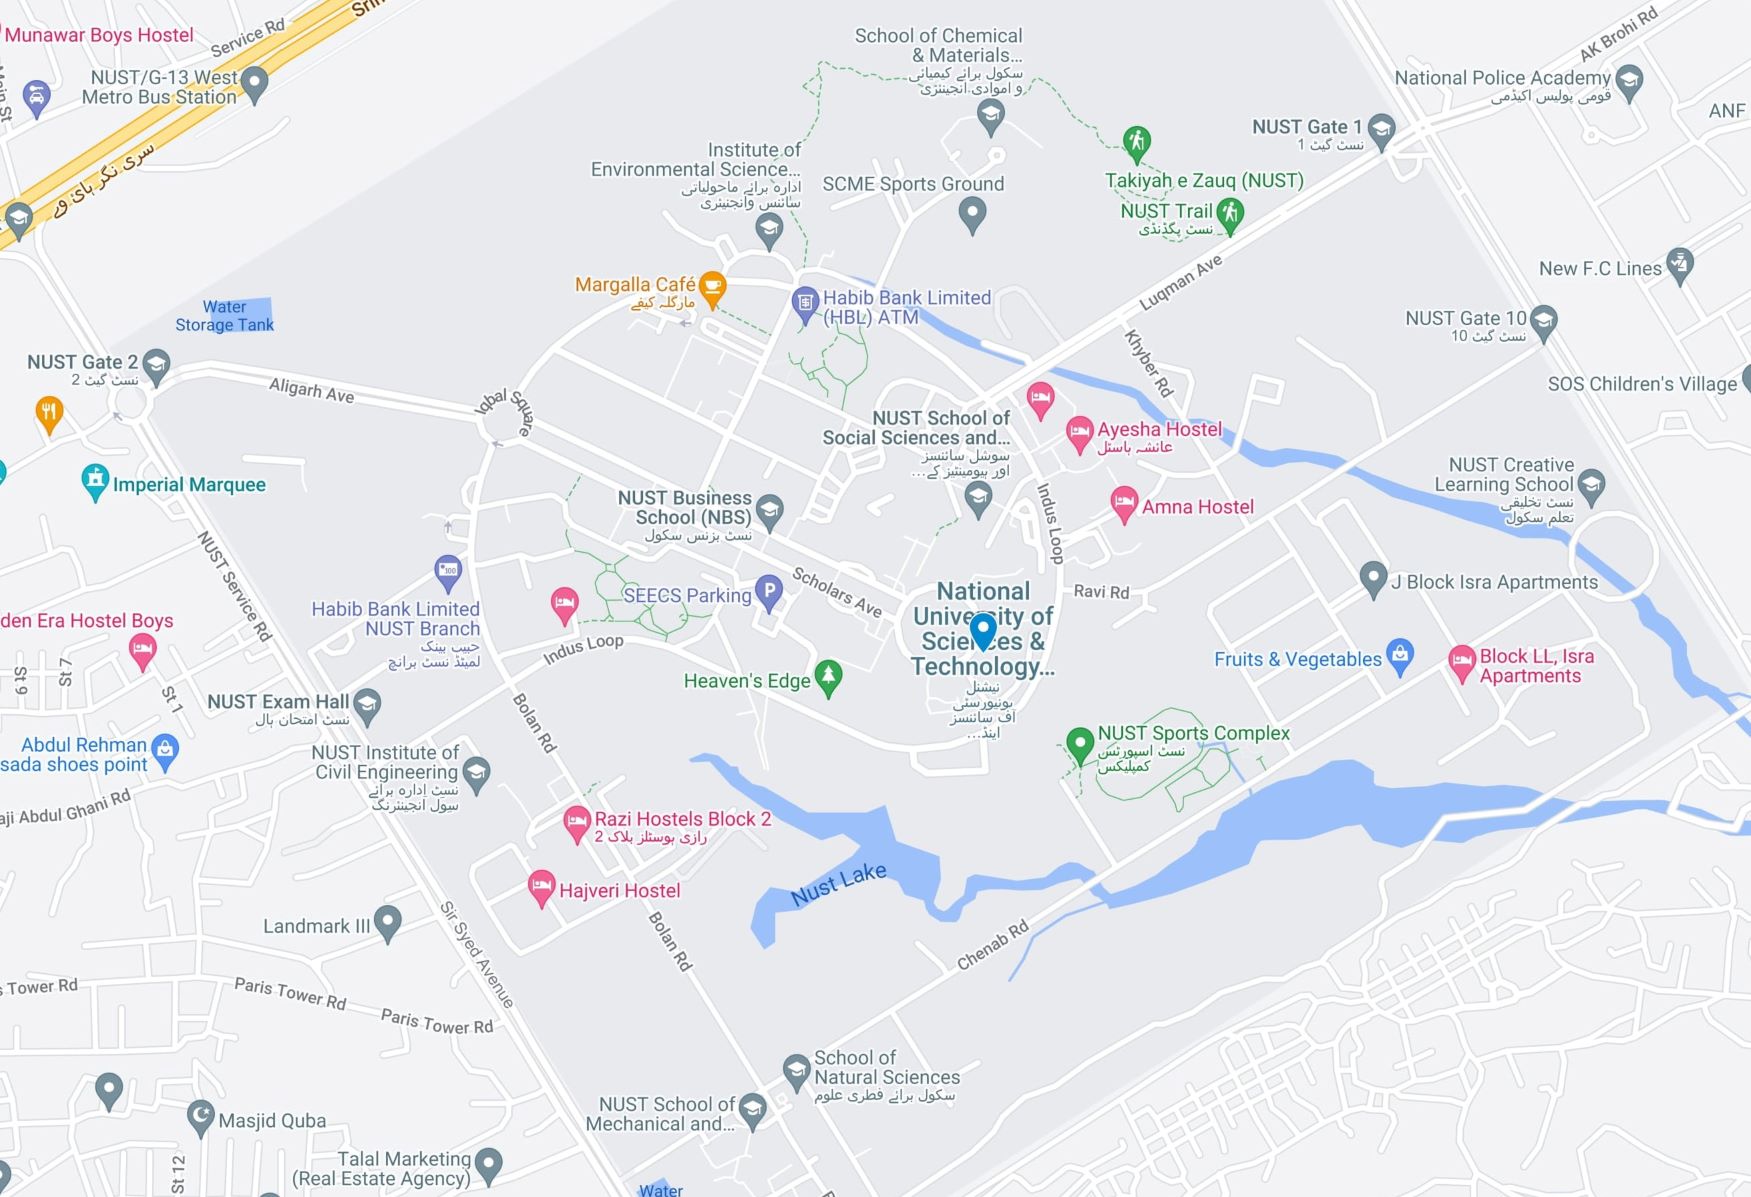 Munawar Boys Hostel
Service Rd
NUST/G-13 West
Metro Bus Station
سری نگر ہائی وے
School of Chemical
& Materials...
سکول برائے کیمیائی
و اموادی انجینئری
AK Brohi Rd
National Police Academy
قومی پولیس اکیڈمی
ANF
NUST Gate 1
نسٹ گیٹ 1
Institute of
Environmental Science...
ادارہ برائے ماحولیاتی
سائنس وانجنیئری
SCME Sports Ground
Takiyah e Zauq (NUST)
NUST Trail
نسٹ پگڈنڈی
Luqman Ave
New F.C Lines
Margalla Café
مارگلہ کیفے
Habib Bank Limited
(HBL) ATM
Water
Storage Tank
NUST Gate 10
نسٹ گیٹ 10
Khyber Rd
NUST Gate 2
نسٹ گیٹ 2
Aligarh Ave
Iqbal Square
SOS Children's Village
NUST School of
Social Sciences and...
سوشل سائنسز
اور ہیومینٹیز کے...
Ayesha Hostel
عائشہ ہاسٹل
Imperial Marquee
NUST Creative
Learning School
نسٹ تخلیقی
تعلم سکول
NUST Business
School (NBS)
نسٹ بزنس سکول
Amna Hostel
Indus Loop
NUST Service Rd
Habib Bank Limited
NUST Branch
حبیب بینک
لمیٹڈ نسٹ برانچ
SEECS Parking
Scholars Ave
National
University of
Sciences &
Technology...
نیشنل
یونیورسٹی
آف سائنسز
اینڈ...
Ravi Rd
J Block Isra Apartments
den Era Hostel Boys
Indus Loop
Fruits & Vegetables
Block LL, Isra
Apartments
St 9
St 7
St 1
Heaven's Edge
NUST Exam Hall
نسٹ امتحان ہال
Bolan Rd
NUST Sports Complex
نسٹ اسپورٹس
کمپلیکس
Abdul Rehman
sada shoes point
NUST Institute of
Civil Engineering
نسٹ اِدارہ برائے
سِوَل انجینئرنگ
aji Abdul Ghani Rd
Razi Hostels Block 2
رازی ہوسٹلز بلاک 2
Hajveri Hostel
Nust Lake
Landmark III
Sir Syed Avenue
Bolan Rd
Chenab Rd
s Tower Rd
Paris Tower Rd
Paris Tower Rd
School of
Natural Sciences
سکول برائے فطری علوم
NUST School of
Mechanical and...
Masjid Quba
Talal Marketing
(Real Estate Agency)
St 12
Water